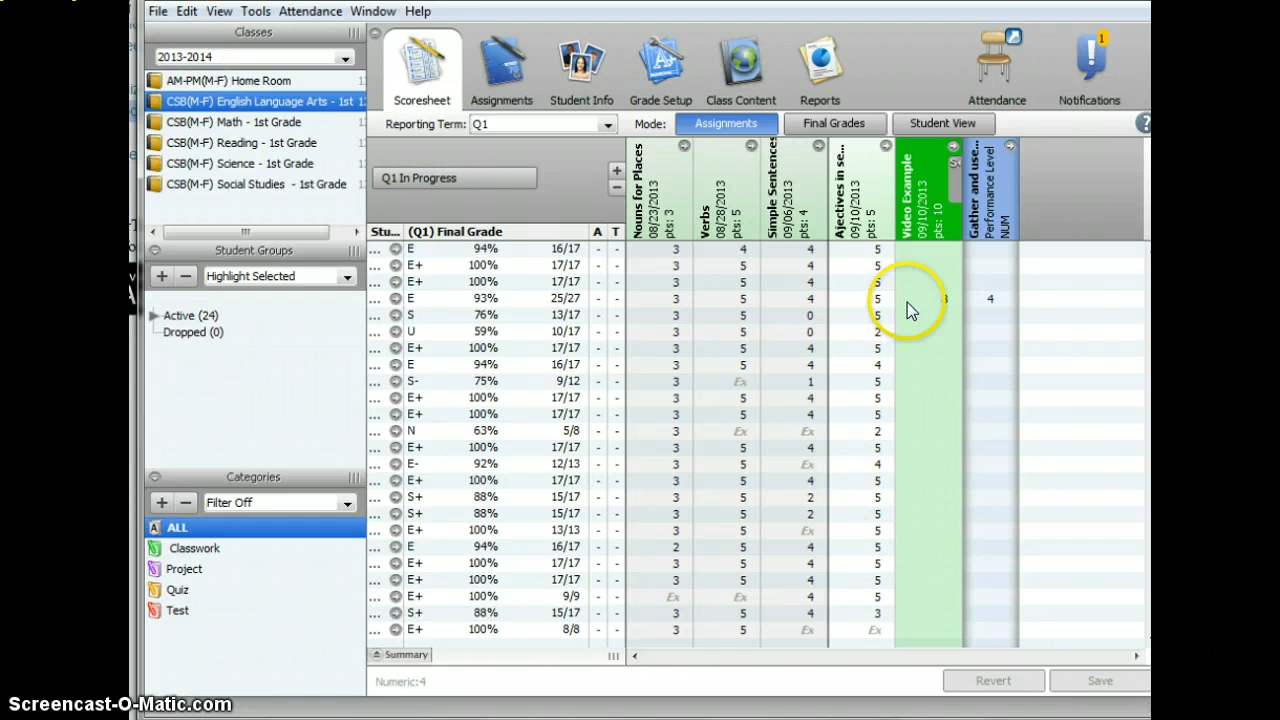 File Edit View Tools Attendance Window Help
Classes
2013-2014
AM-PM(M-F) Home Room
CSB(M-F) English Language Arts - 1st
CSB(M-F) Math - 1st Grade
CSB(M-F) Reading - 1st Grade
CSB(M-F) Science - 1st Grade
CSB(M-F) Social Studies - 1st Grade
Student Groups
Highlight Selected
Active (24)
Dropped (0)
Categories
Filter Off
ALL
Classwork
Project
Quiz
Test
Scoresheet Assignments Student Info Grade Setup Class Content Reports Attendance Notifications
1
Reporting Term: Q1 Mode: Assignments Final Grades Student View ?
Q1 In Progress
Nouns for Places
08/23/2013
pts: 3
Verbs
08/28/2013
pts: 5
Simple Sentences
09/06/2013
pts: 4
Ajectives in se...
09/10/2013
pts: 5
Video Example
09/10/2013
pts: 10
Gather and use...
Performance Level
NUM
Stu... (Q1) Final Grade A T
... E 94% 16/17 - - 3 4 4 5
... E+ 100% 17/17 - - 3 5 4 5
... E+ 100% 17/17 - - 3 5 4 5
... E 93% 25/27 - - 3 5 4 5 4
... S 76% 13/17 - - 3 5 0 5
... U 59% 10/17 - - 3 5 0 2
... E+ 100% 17/17 - - 3 5 4 5
... E 94% 16/17 - - 3 5 4 4
... S- 75% 9/12 - - 3 Ex 1 5
... E+ 100% 17/17 - - 3 5 4 5
... E+ 100% 17/17 - - 3 5 4 5
... N 63% 5/8 - - 3 Ex Ex 2
... E+ 100% 17/17 - - 3 5 4 5
... E- 92% 12/13 - - 3 5 Ex 4
... E+ 100% 17/17 - - 3 5 4 5
... S+ 88% 15/17 - - 3 5 2 5
... S+ 88% 15/17 - - 3 5 2 5
... E+ 100% 13/13 - - 3 5 Ex 5
... E 94% 16/17 - - 2 5 4 5
... E+ 100% 17/17 - - 3 5 4 5
... E+ 100% 17/17 - - 3 5 4 5
... E+ 100% 9/9 - - Ex Ex 4 5
... S+ 88% 15/17 - - 3 5 4 3
... E+ 100% 8/8 - - 3 5 Ex Ex
Summary
Numeric:4 Revert Save
Screencast-O-Matic.com